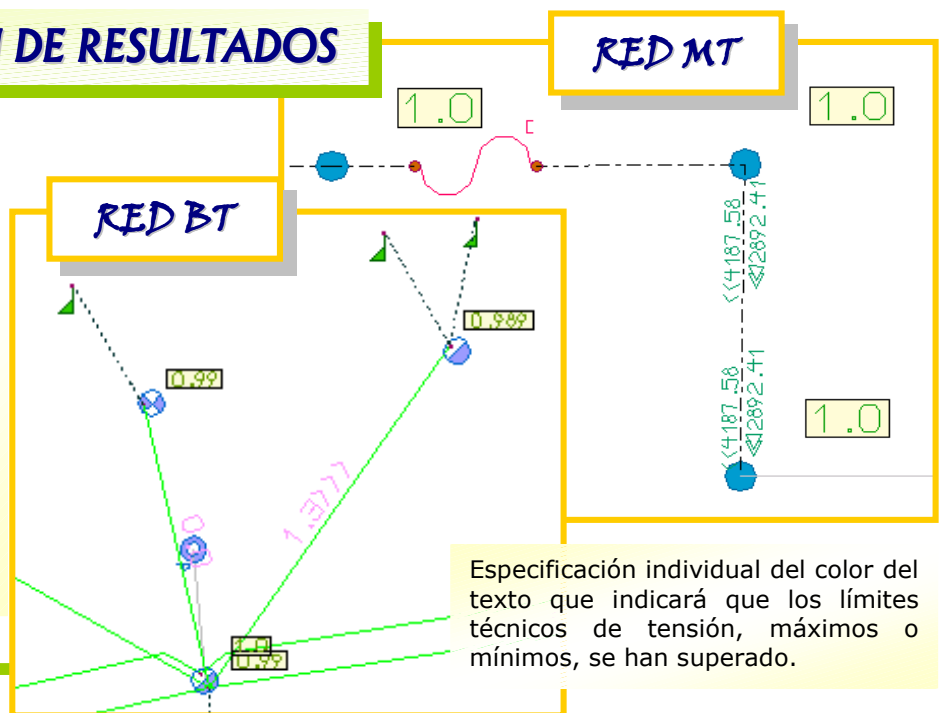 DE RESULTADOS
RED MT
1.0
1.0
<<4187.58
2892.41
<<4187.58
2892.41
1.0
RED BT
0.989
0.99
0.99
Especificación individual del color del
texto que indicará que los límites
técnicos de tensión, máximos o
mínimos, se han superado.